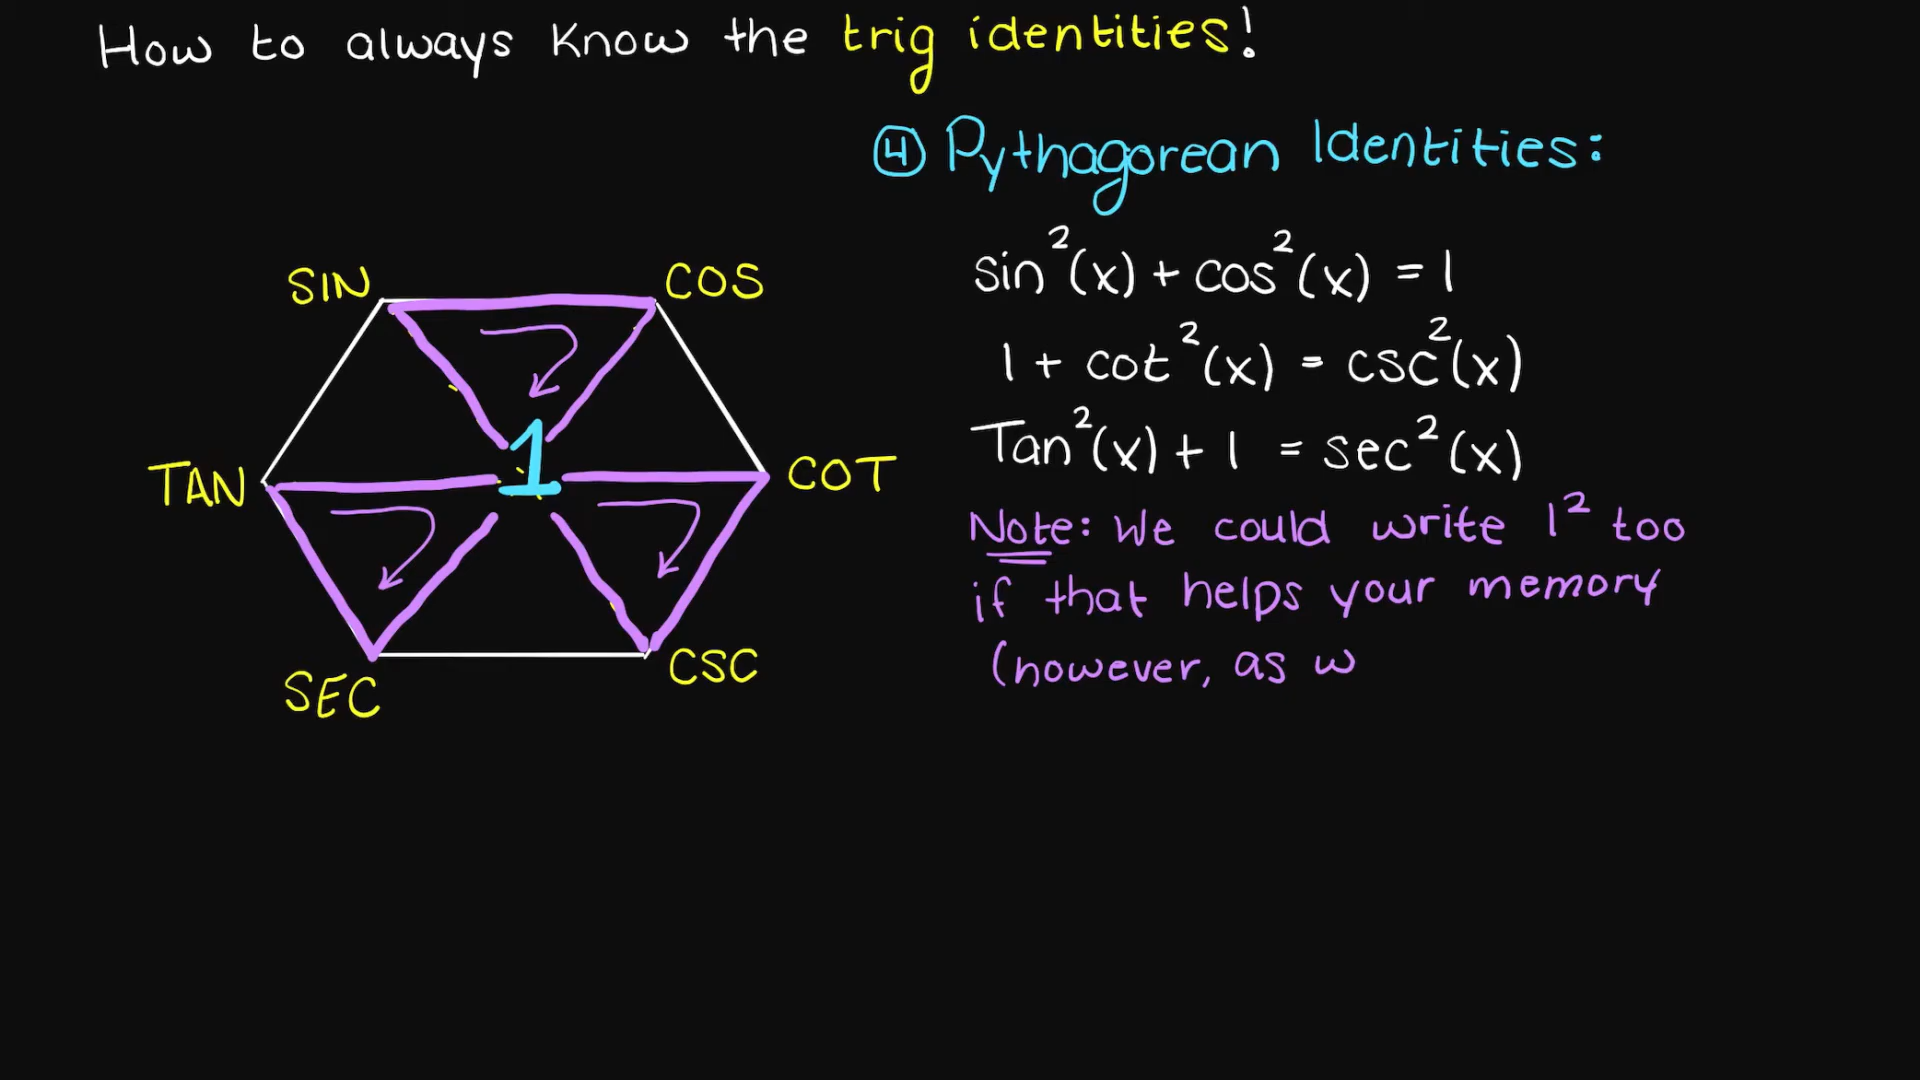 How to always know the trig identities!
④ Pythagorean Identities:
sin²(x) + cos²(x) = 1
1 + cot²(x) = csc²(x)
Tan²(x) + 1 = sec²(x)
Note: We could write 1² too
if that helps your memory
(however, as w
SIN
COS
1
TAN
COT
SEC
CSC